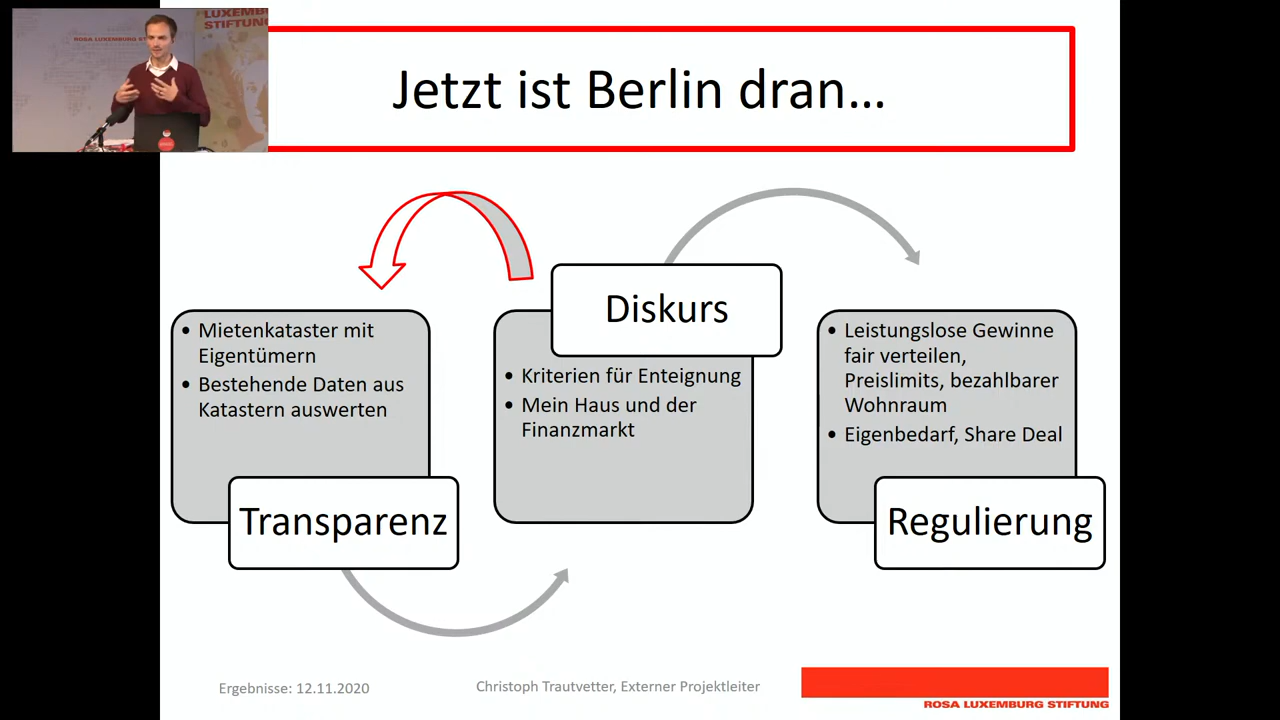 LUXEMBURG
STIFTUNG
ROSA LUXEMBURG STIFTUNG
Jetzt ist Berlin dran...
• Mietenkataster mit
Eigentümern
• Bestehende Daten aus
Katastern auswerten
Transparenz
Diskurs
• Kriterien für Enteignung
• Mein Haus und der
Finanzmarkt
• Leistungslose Gewinne
fair verteilen,
Preislimits, bezahlbarer
Wohnraum
• Eigenbedarf, Share Deal
Regulierung
Ergebnisse: 12.11.2020
Christoph Trautvetter, Externer Projektleiter
ROSA LUXEMBURG STIFTUNG